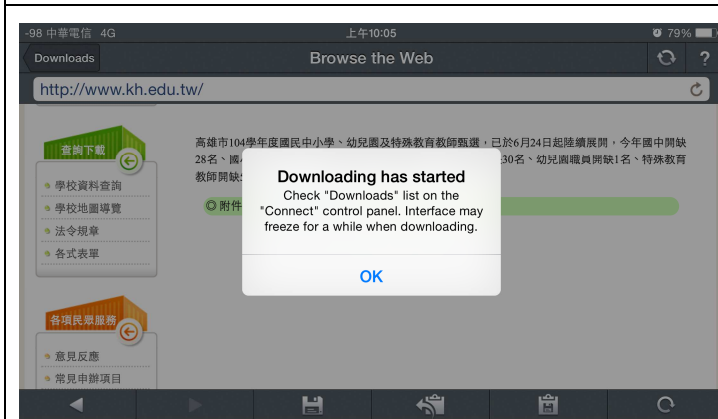 -98 中華電信 4G 上午10:05 79%
Downloads Browse the Web ?
http://www.kh.edu.tw/
查詢下載
學校資料查詢
學校地圖導覽
法令規章
各式表單
各項民眾服務
意見反應
常見申辦項目
高雄市104學年度國民中小學、幼兒園及特殊教育教師甄選，已於6月24日起陸續展開，今年國中開缺
28名、國 30名、幼兒園職員開缺1名、特殊教育
教師開缺
◎附件
Downloading has started
Check "Downloads" list on the
"Connect" control panel. Interface may
freeze for a while when downloading.
OK